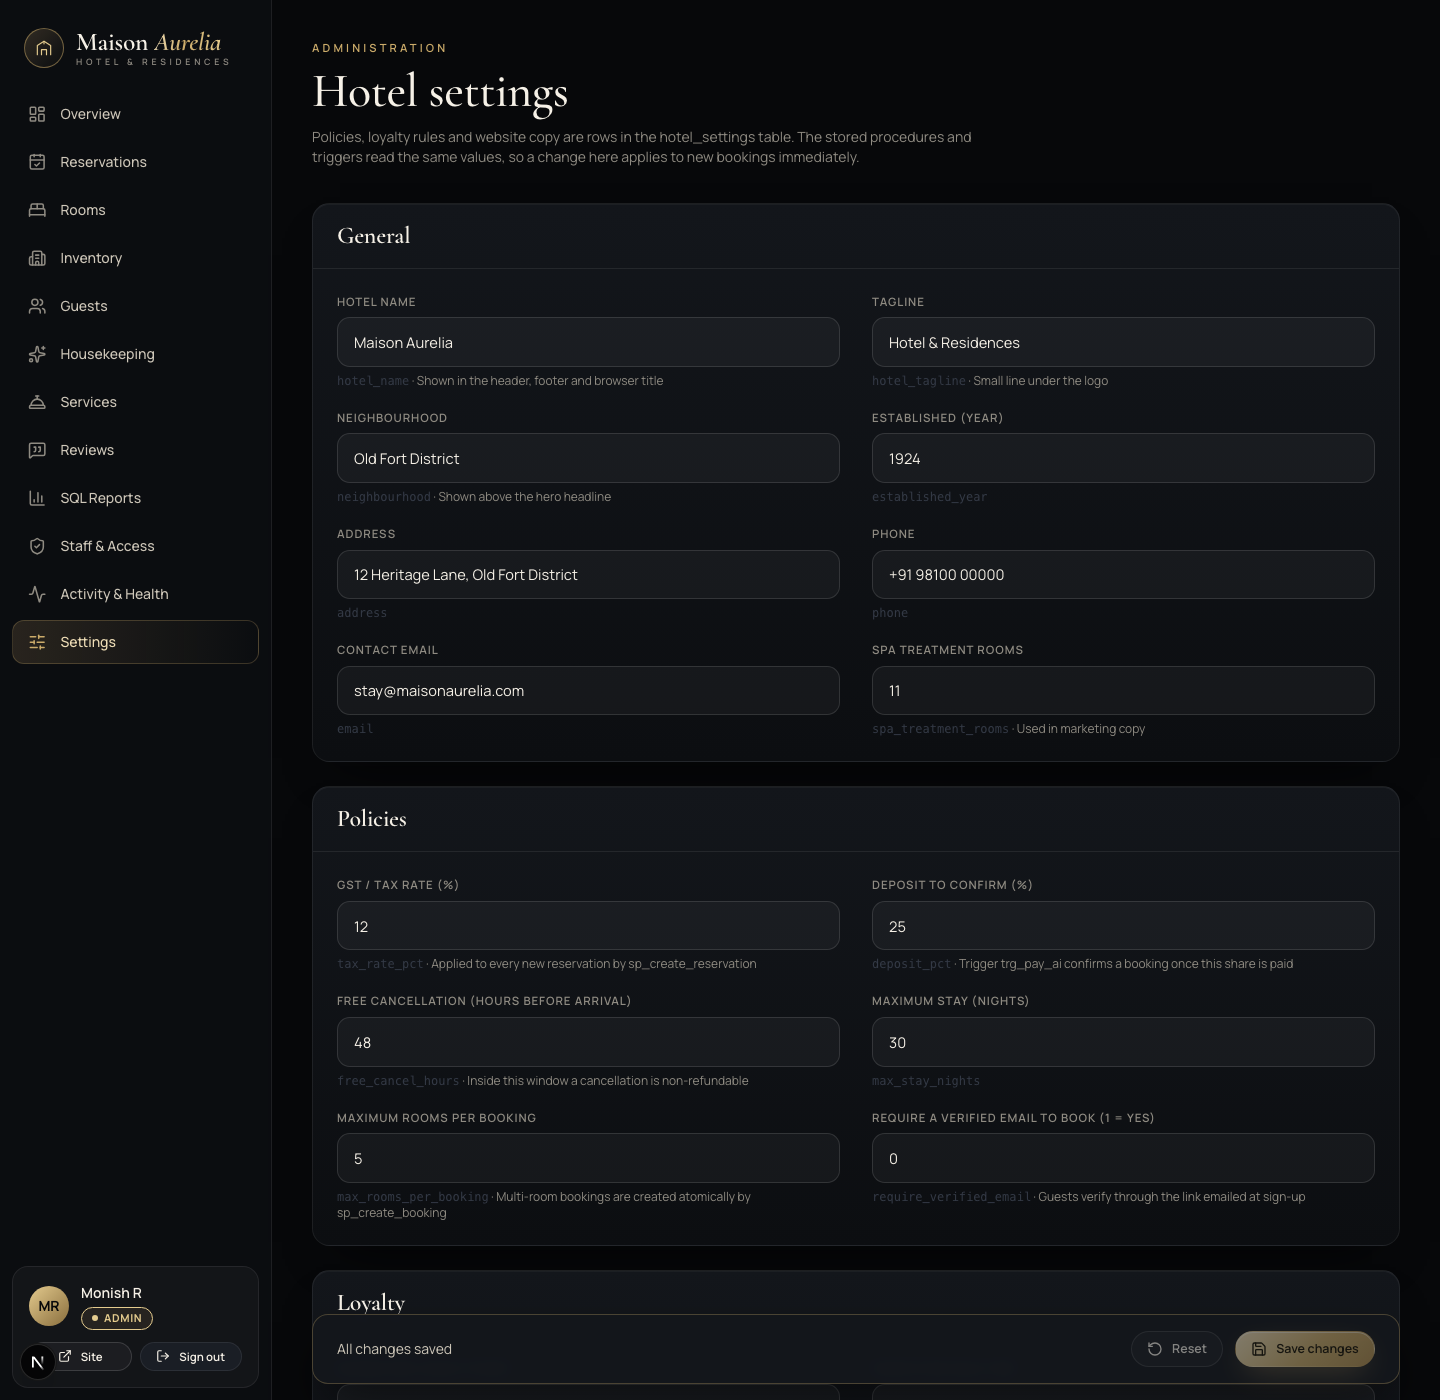 Maison Aurelia
HOTEL & RESIDENCES
Overview
Reservations
Rooms
Inventory
Guests
Housekeeping
Services
Reviews
SQL Reports
Staff & Access
Activity & Health
Settings
Monish R
MR
ADMIN
N
Site
Sign out
ADMINISTRATION
Hotel settings
Policies, loyalty rules and website copy are rows in the hotel_settings table. The stored procedures and
triggers read the same values, so a change here applies to new bookings immediately.
General
HOTEL NAME
Maison Aurelia
hotel_name · Shown in the header, footer and browser title
TAGLINE
Hotel & Residences
hotel_tagline · Small line under the logo
NEIGHBOURHOOD
Old Fort District
neighbourhood · Shown above the hero headline
ESTABLISHED (YEAR)
1924
established_year
ADDRESS
12 Heritage Lane, Old Fort District
address
PHONE
+91 98100 00000
phone
CONTACT EMAIL
stay@maisonaurelia.com
email
SPA TREATMENT ROOMS
11
spa_treatment_rooms · Used in marketing copy
Policies
GST / TAX RATE (%)
12
tax_rate_pct · Applied to every new reservation by sp_create_reservation
DEPOSIT TO CONFIRM (%)
25
deposit_pct · Trigger trg_pay_ai confirms a booking once this share is paid
FREE CANCELLATION (HOURS BEFORE ARRIVAL)
48
free_cancel_hours · Inside this window a cancellation is non-refundable
MAXIMUM STAY (NIGHTS)
30
max_stay_nights
MAXIMUM ROOMS PER BOOKING
5
max_rooms_per_booking · Multi-room bookings are created atomically by
sp_create_booking
REQUIRE A VERIFIED EMAIL TO BOOK (1 = YES)
0
require_verified_email · Guests verify through the link emailed at sign-up
Loyalty
All changes saved
Reset
Save changes